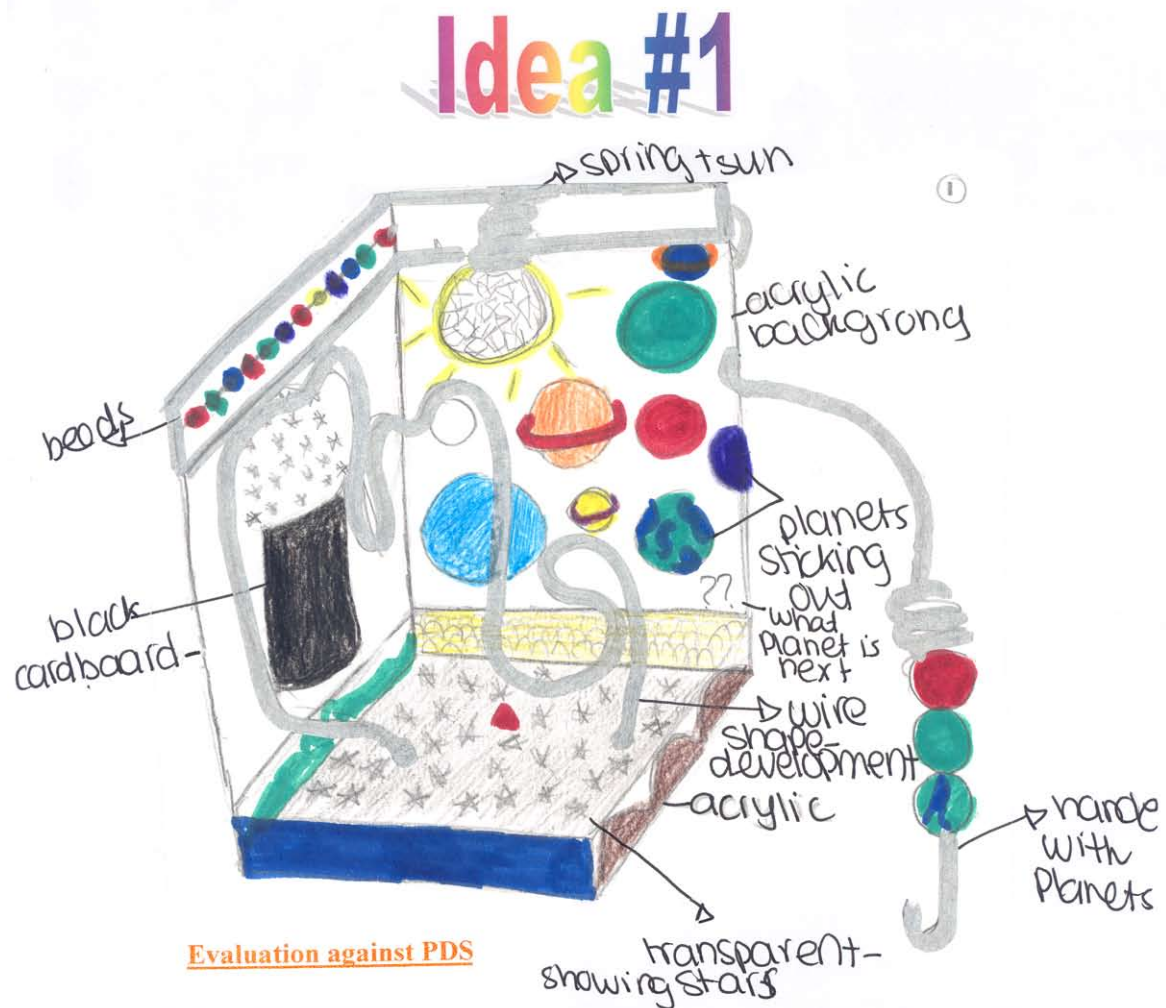 Idea #1
spring + sun
1
acrylic
backgrong
beads
planets
sticking
out
??
what
planet is
next
black
cardboard
wire
shape-
development
acrylic
hande
with
Planets
transparent-
showing stars
Evaluation against PDS